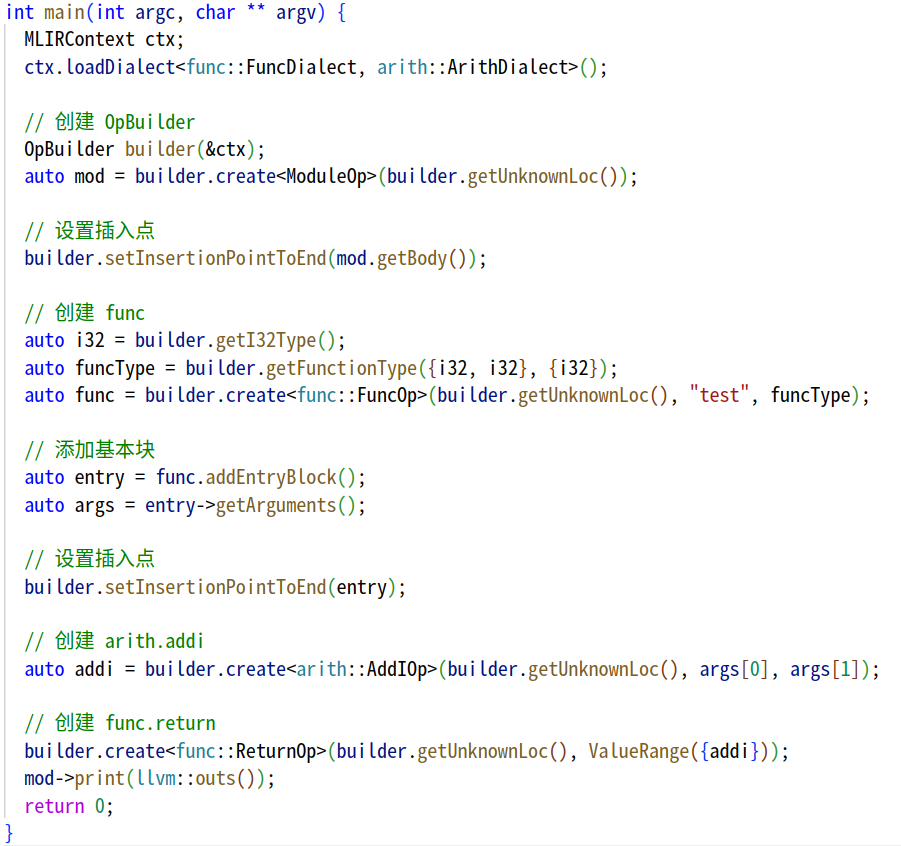 int main(int argc, char ** argv) {
  MLIRContext ctx;
  ctx.loadDialect<func::FuncDialect, arith::ArithDialect>();

  // 创建 OpBuilder
  OpBuilder builder(&ctx);
  auto mod = builder.create<ModuleOp>(builder.getUnknownLoc());

  // 设置插入点
  builder.setInsertionPointToEnd(mod.getBody());

  // 创建 func
  auto i32 = builder.getI32Type();
  auto funcType = builder.getFunctionType({i32, i32}, {i32});
  auto func = builder.create<func::FuncOp>(builder.getUnknownLoc(), "test", funcType);

  // 添加基本块
  auto entry = func.addEntryBlock();
  auto args = entry->getArguments();

  // 设置插入点
  builder.setInsertionPointToEnd(entry);

  // 创建 arith.addi
  auto addi = builder.create<arith::AddIOp>(builder.getUnknownLoc(), args[0], args[1]);

  // 创建 func.return
  builder.create<func::ReturnOp>(builder.getUnknownLoc(), ValueRange({addi}));
  mod->print(llvm::outs());
  return 0;
}